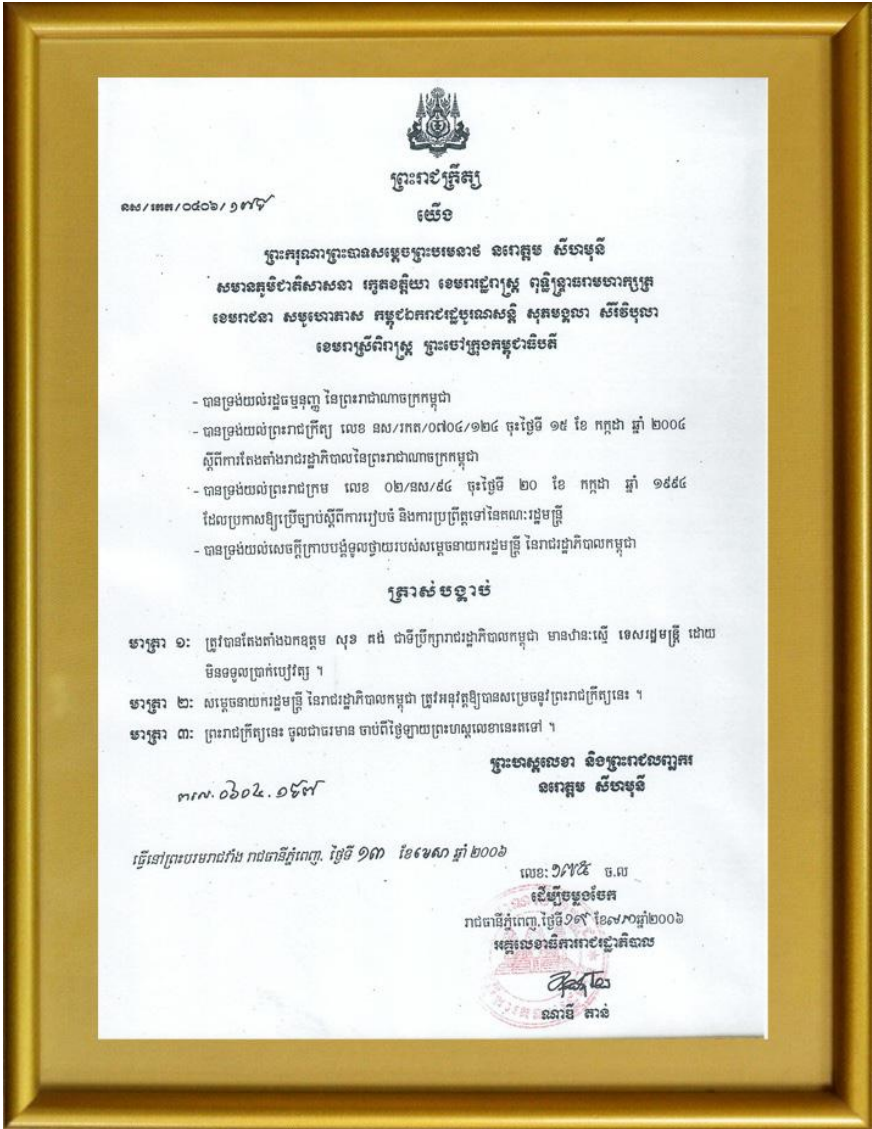 ព្រះរាជក្រឹត្យ
នស/រកត/០៤០៦/
យើង
ព្រះករុណាព្រះបាទសម្តេចព្រះបរមនាថ នរោត្តម សីហមុនី
សមានភូមិជាតិសាសនា រក្ខតខត្តិយា ខេមរារដ្ឋរាស្ត្រ ពុទ្ធិន្ទ្រាធរាមហាក្សត្រ
ខេមរាជនា សមូហោភាស កម្ពុជឯករាជរដ្ឋបូរណសន្តិ សុភមង្គលា សិរីវិបុលា
ខេមរាស្រីពិរាស្ត្រ ព្រះចៅក្រុងកម្ពុជាធិបតី
- បានទ្រង់យល់រដ្ឋធម្មនុញ្ញ នៃព្រះរាជាណាចក្រកម្ពុជា
- បានទ្រង់យល់ព្រះរាជក្រឹត្យ លេខ នស/រកត/០៧០៤/១២៤ ចុះថ្ងៃទី ១៥ ខែ កក្កដា ឆ្នាំ ២០០៤
ស្តីពីការតែងតាំងរាជរដ្ឋាភិបាលនៃព្រះរាជាណាចក្រកម្ពុជា
- បានទ្រង់យល់ព្រះរាជក្រម លេខ ០២/នស/៩៤ ចុះថ្ងៃទី ២០ ខែ កក្កដា ឆ្នាំ ១៩៩៤
ដែលប្រកាសឱ្យប្រើច្បាប់ស្តីពីការរៀបចំ និងការប្រព្រឹត្តទៅនៃគណៈរដ្ឋមន្ត្រី
- បានទ្រង់យល់សេចក្តីក្រាបបង្គំទូលថ្វាយរបស់សម្តេចនាយករដ្ឋមន្ត្រី នៃរាជរដ្ឋាភិបាលកម្ពុជា
ត្រាស់បង្គាប់
មាត្រា ១: ត្រូវបានតែងតាំងឯកឧត្តម សុខ គង់ ជាទីប្រឹក្សារាជរដ្ឋាភិបាលកម្ពុជា មានឋានៈស្មើ ទេសរដ្ឋមន្ត្រី ដោយ
មិនទទួលប្រាក់បៀវត្ស ។
មាត្រា ២: សម្តេចនាយករដ្ឋមន្ត្រី នៃរាជរដ្ឋាភិបាលកម្ពុជា ត្រូវអនុវត្តឱ្យបានសម្រេចនូវព្រះរាជក្រឹត្យនេះ ។
មាត្រា ៣: ព្រះរាជក្រឹត្យនេះ ចូលជាធរមាន ចាប់ពីថ្ងៃឡាយព្រះហស្តលេខានេះតទៅ ។
ព្រះហស្តលេខា និងព្រះរាជលញ្ឆករ
នរោត្តម សីហមុនី
ធ្វើនៅព្រះបរមរាជវាំង រាជធានីភ្នំពេញ, ថ្ងៃទី ១៣ ខែមេសា ឆ្នាំ ២០០៦
លេខ: ច.ល
ដើម្បីចម្លងចែក
រាជធានីភ្នំពេញ,ថ្ងៃទី ខែ ឆ្នាំ២០០៦
អគ្គលេខាធិការរាជរដ្ឋាភិបាល
ណាឌី តាន់